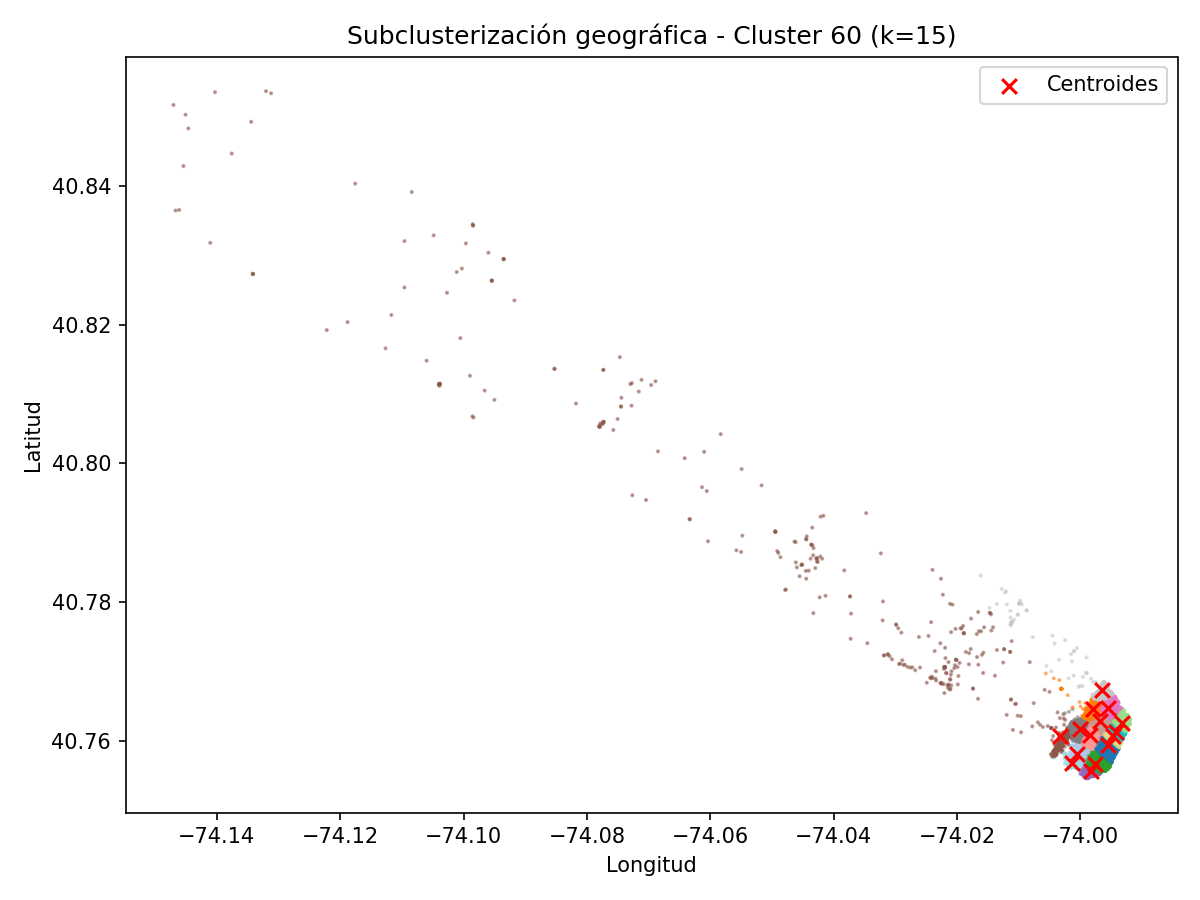 Subclusterización geográfica - Cluster 60 (k=15)
Centroides
Latitud
40.84
40.82
40.80
40.78
40.76
−74.14 −74.12 −74.10 −74.08 −74.06 −74.04 −74.02 −74.00
Longitud